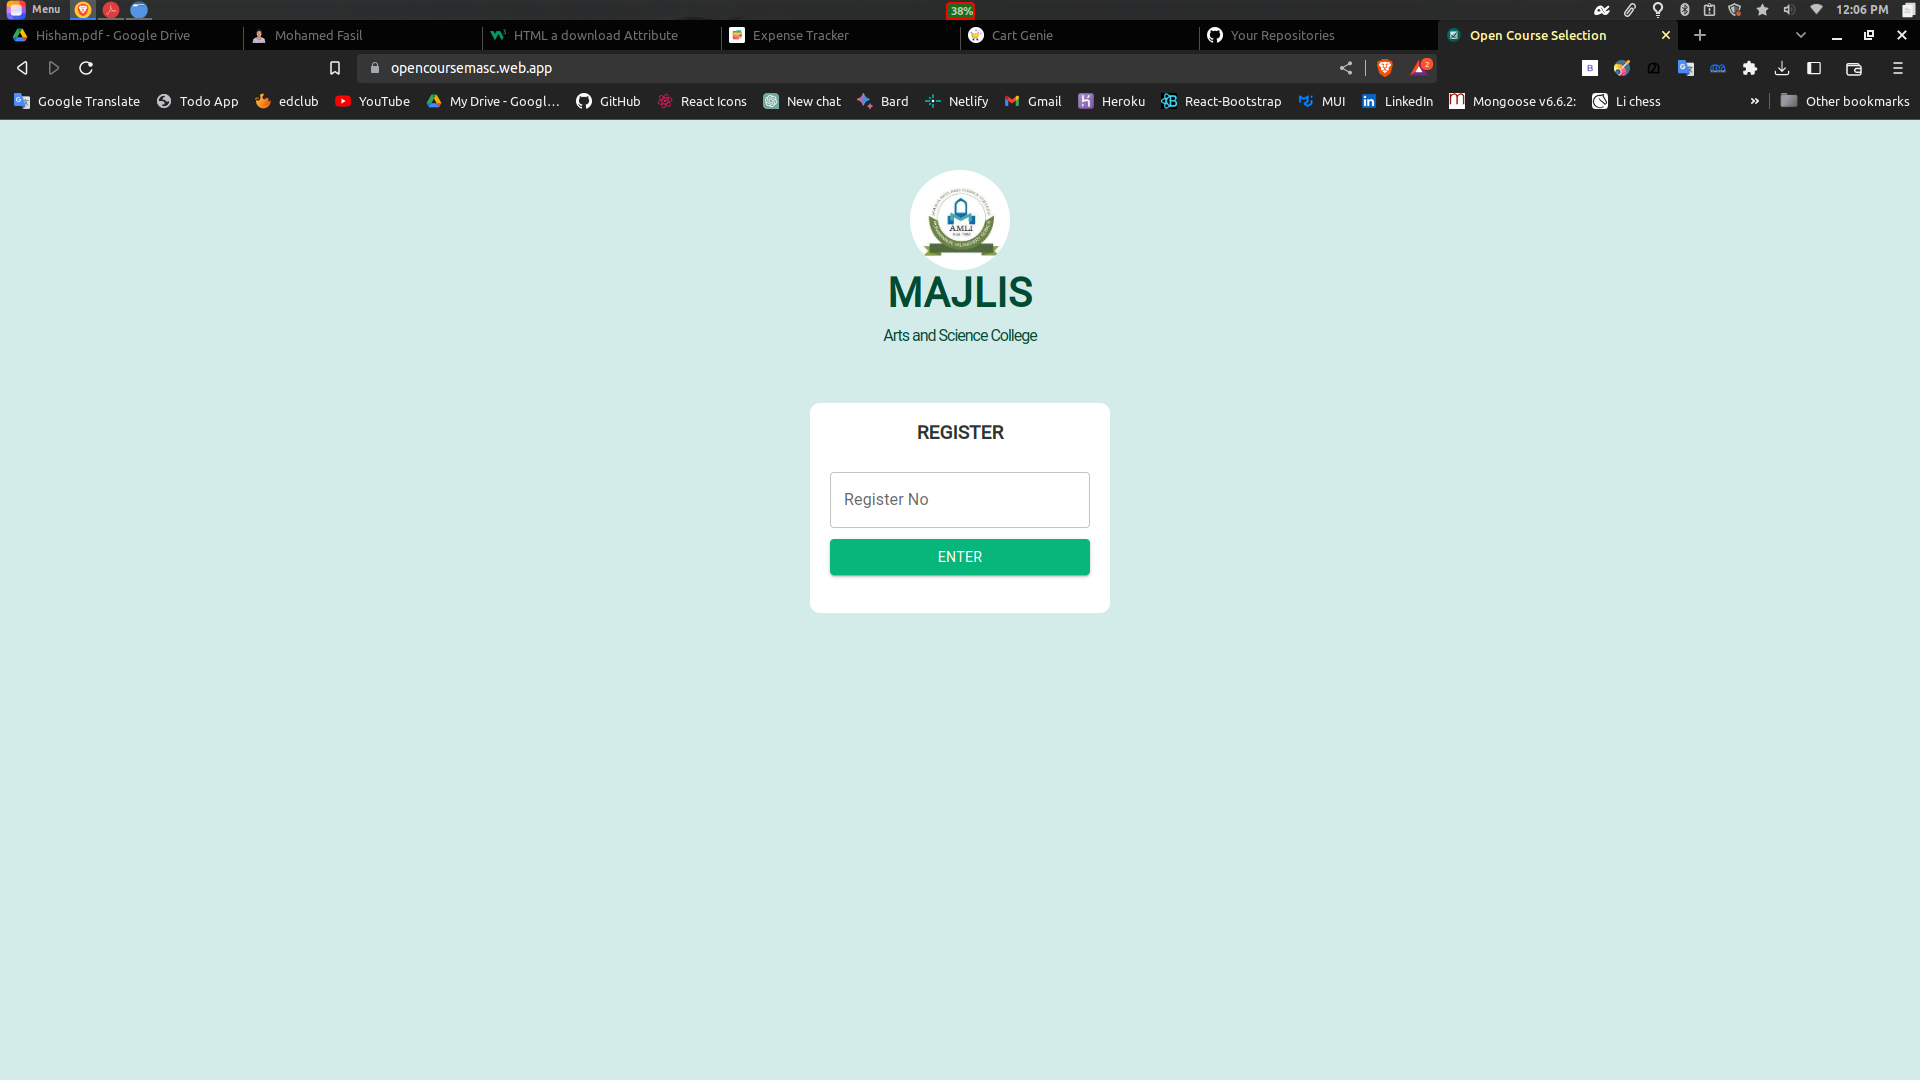 Menu
38%
12:06 PM
Hisham.pdf - Google Drive
Mohamed Fasil
HTML a download Attribute
Expense Tracker
Cart Genie
Your Repositories
Open Course Selection
opencoursemasc.web.app
2
Google Translate
Todo App
edclub
YouTube
My Drive - Googl...
GitHub
React Icons
New chat
Bard
Netlify
Gmail
Heroku
React-Bootstrap
MUI
LinkedIn
Mongoose v6.6.2:
Li chess
Other bookmarks
AMLI
MAJLIS
Arts and Science College
REGISTER
Register No
ENTER